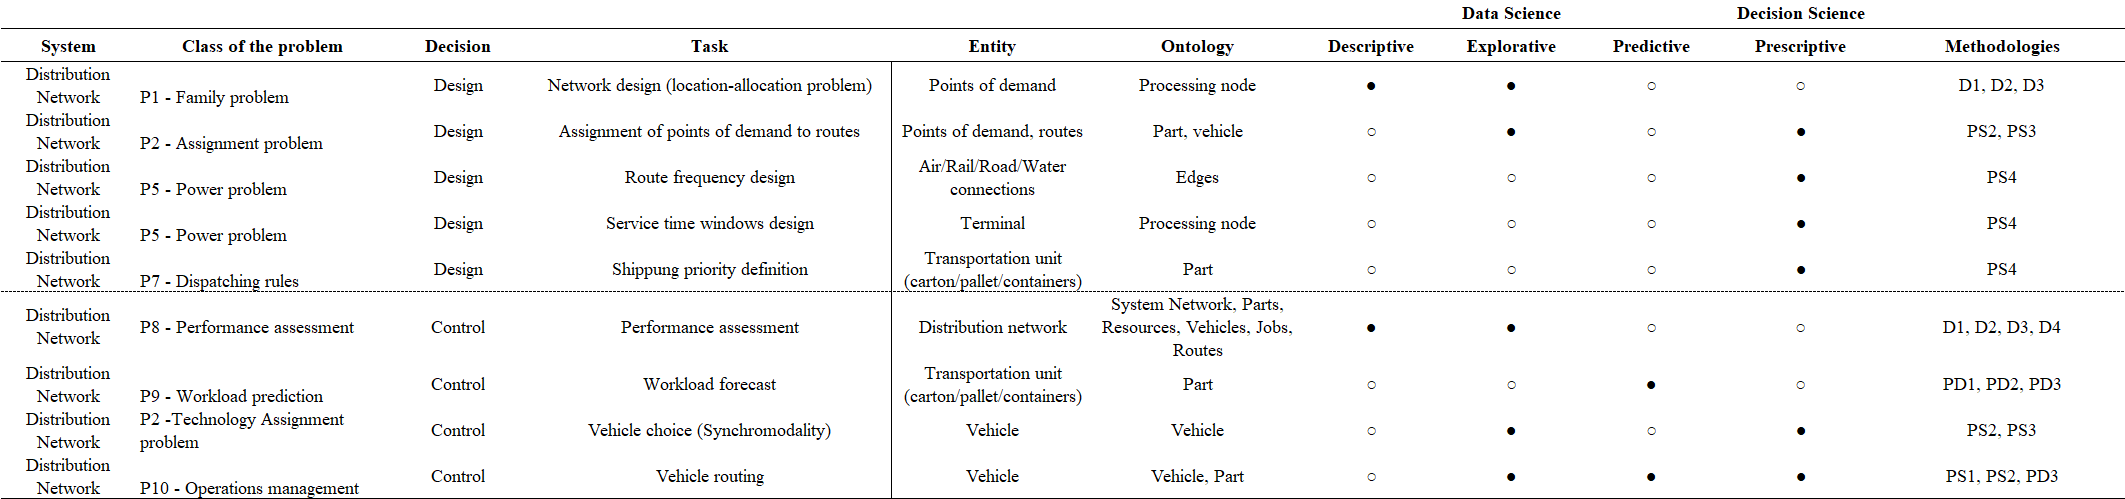 Data Science Decision Science
System Class of the problem Decision Task Entity Ontology Descriptive Explorative Predictive Prescriptive Methodologies
Distribution
Network P1 - Family problem Design Network design (location-allocation problem) Points of demand Processing node ● ● ○ ○ D1, D2, D3
Distribution
Network P2 - Assignment problem Design Assignment of points of demand to routes Points of demand, routes Part, vehicle ○ ● ○ ● PS2, PS3
Distribution
Network P5 - Power problem Design Route frequency design Air/Rail/Road/Water
connections Edges ○ ○ ○ ● PS4
Distribution
Network P5 - Power problem Design Service time windows design Terminal Processing node ○ ○ ○ ● PS4
Distribution
Network P7 - Dispatching rules Design Shippung priority definition Transportation unit
(carton/pallet/containers) Part ○ ○ ○ ● PS4
Distribution
Network P8 - Performance assessment Control Performance assessment Distribution network System Network, Parts,
Resources, Vehicles, Jobs,
Routes ● ● ○ ○ D1, D2, D3, D4
Distribution
Network P9 - Workload prediction Control Workload forecast Transportation unit
(carton/pallet/containers) Part ○ ○ ● ○ PD1, PD2, PD3
Distribution
Network P2 -Technology Assignment
problem Control Vehicle choice (Synchromodality) Vehicle Vehicle ○ ● ○ ● PS2, PS3
Distribution
Network P10 - Operations management Control Vehicle routing Vehicle Vehicle, Part ○ ● ● ● PS1, PS2, PD3